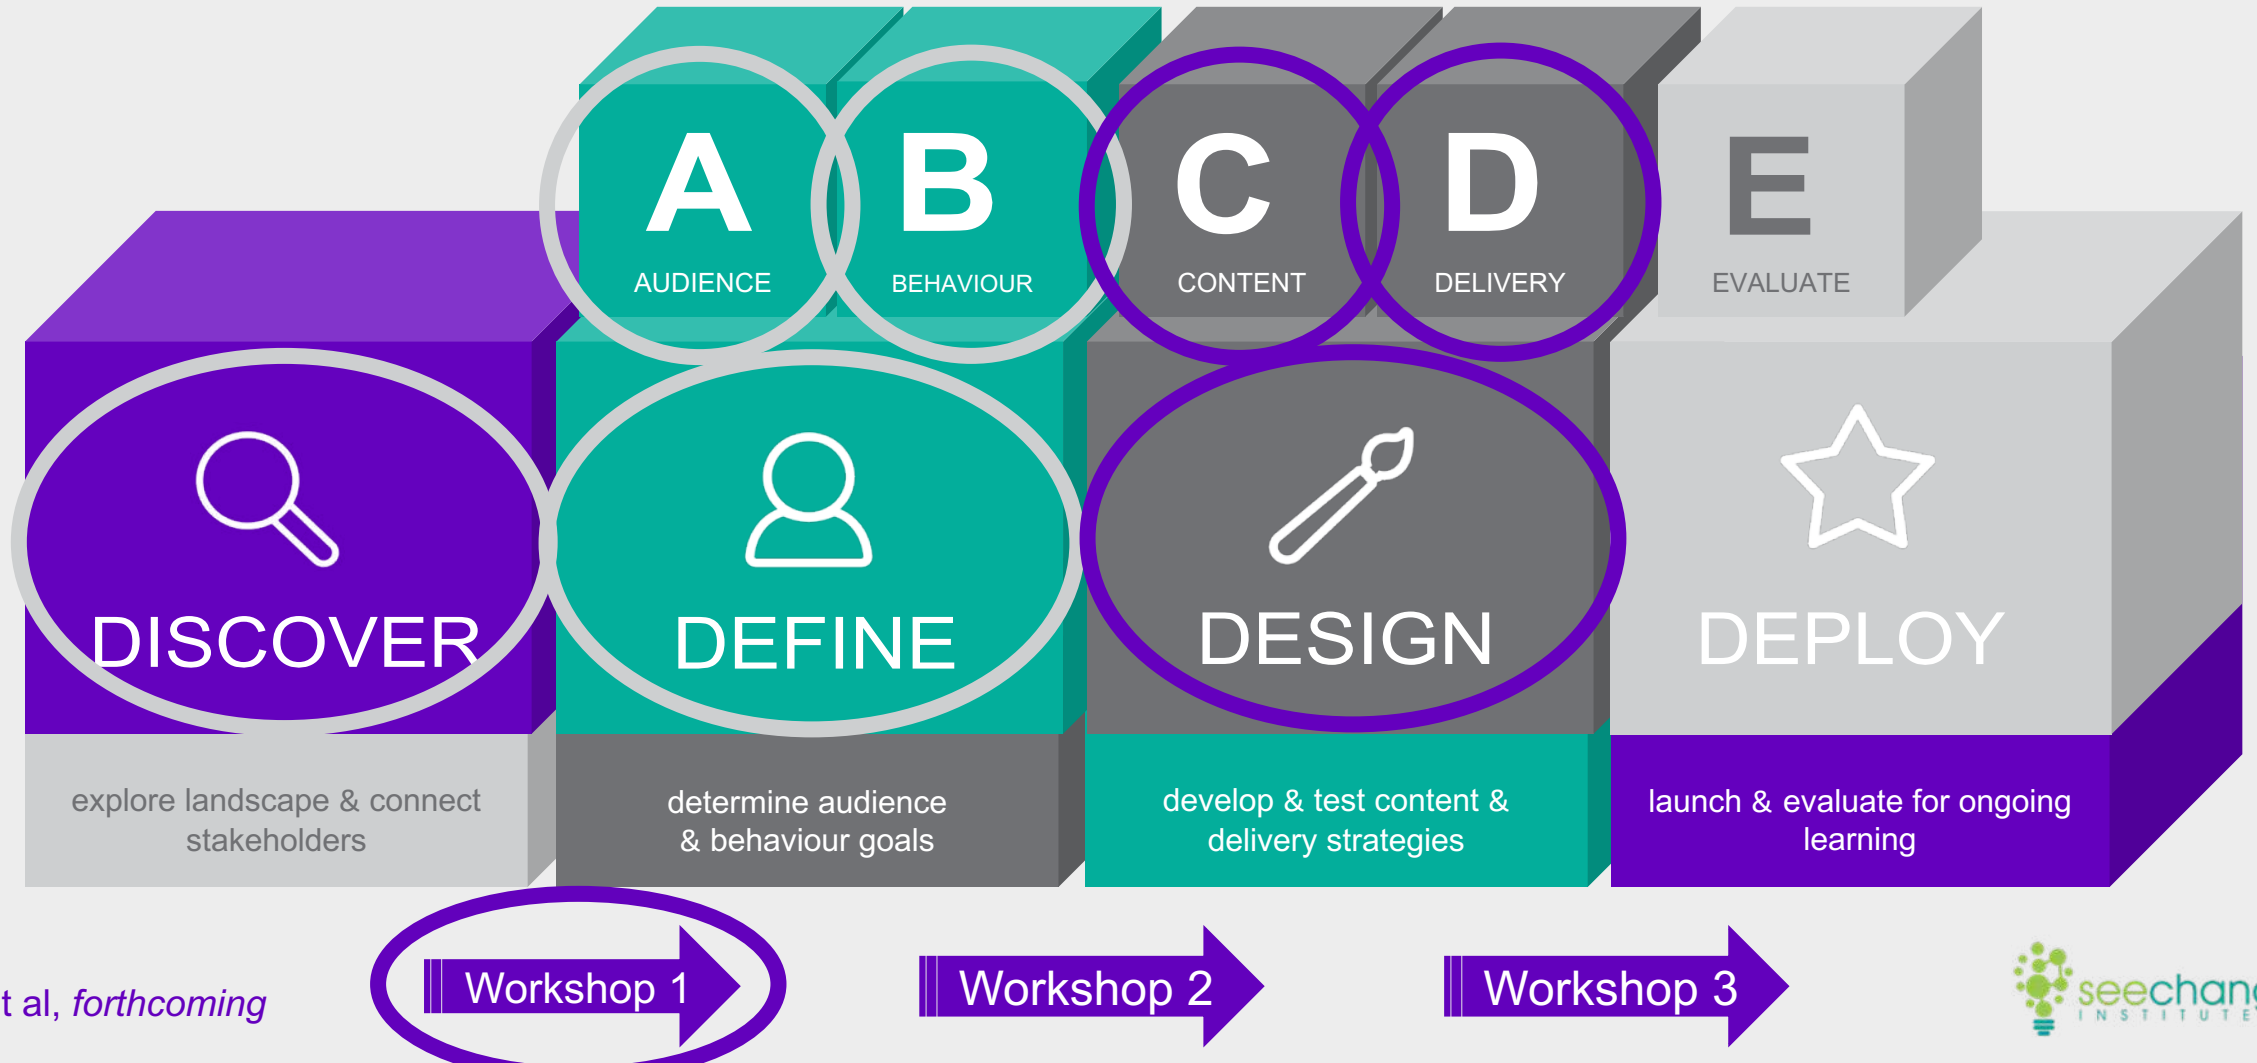 A
B
C
D
E
AUDIENCE
BEHAVIOUR
CONTENT
DELIVERY
EVALUATE
DISCOVER
DEFINE
DESIGN
DEPLOY
explore landscape & connect
stakeholders
determine audience
& behaviour goals
develop & test content &
delivery strategies
launch & evaluate for ongoing
learning
t al, forthcoming
Workshop 1
Workshop 2
Workshop 3
seechang
INSTITUTE